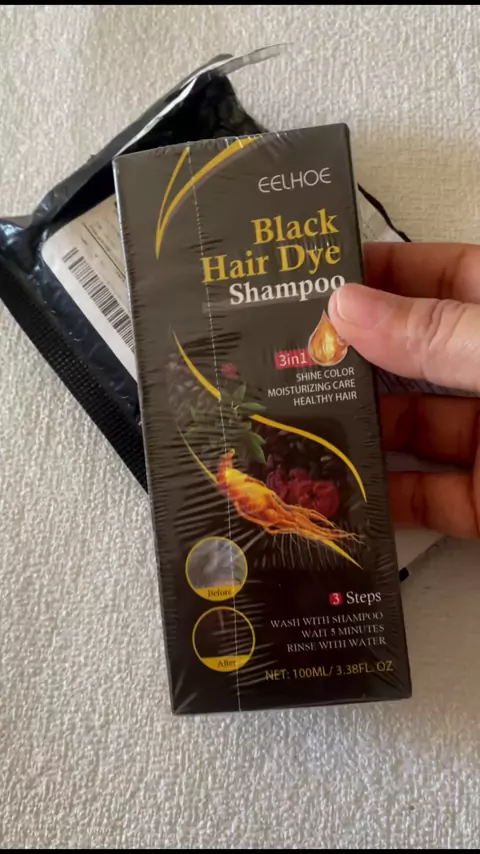 EELHOE
Black
Hair Dye
Shampoo
3in1
SHINE COLOR
MOISTURIZING CARE
HEALTHY HAIR
Before
After
3 Steps
WASH WITH SHAMPOO
WAIT 5 MINUTES
RINSE WITH WATER
NET: 100ML/ 3.38FL. OZ